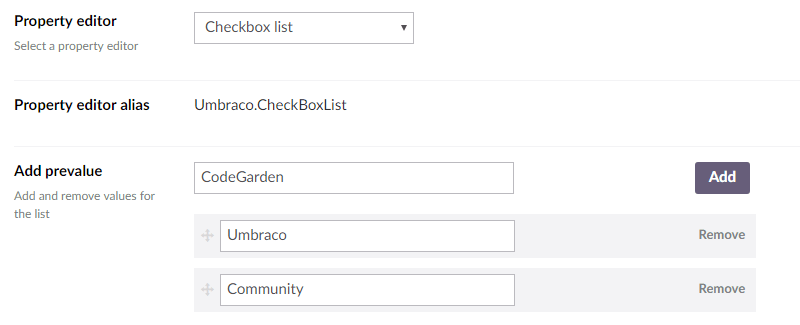 Property editor
Checkbox list
Select a property editor
Property editor alias
Umbraco.CheckBoxList
Add prevalue
CodeGarden
Add
Add and remove values for
the list
Umbraco
Remove
Community
Remove